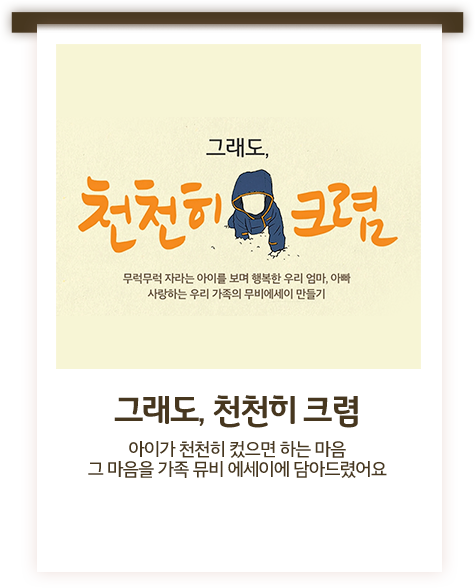 그래도,
천천히 크렴
무럭무럭 자라는 아이를 보며 행복한 우리 엄마, 아빠
사랑하는 우리 가족의 무비에세이 만들기
그래도, 천천히 크렴
아이가 천천히 컸으면 하는 마음
그 마음을 가족 뮤비 에세이에 담아드렸어요